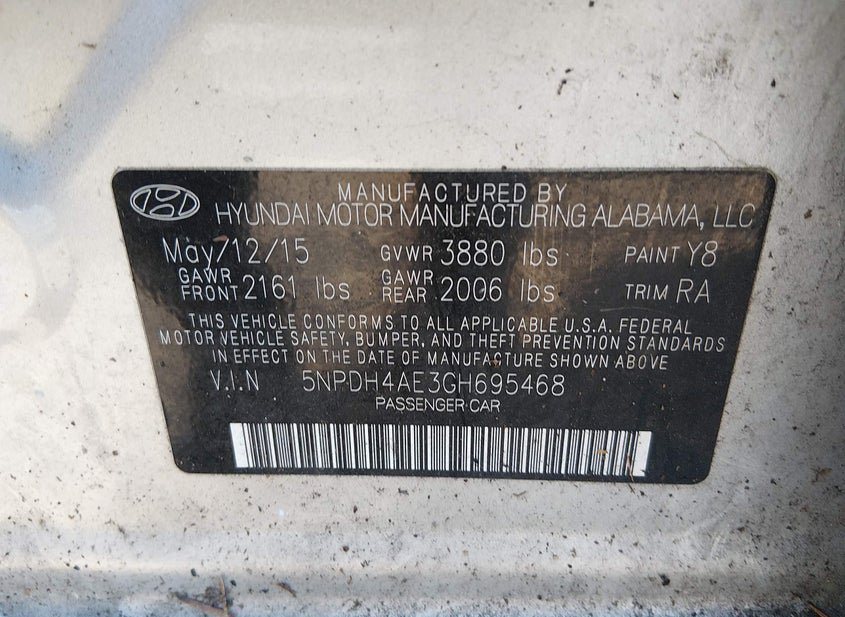 MANUFACTURED BY
HYUNDAI MOTOR MANUFACTURING ALABAMA, LLC
May/12/15 GVWR 3880 lbs PAINT Y8
GAWR FRONT 2161 lbs GAWR REAR 2006 lbs TRIM RA
THIS VEHICLE CONFORMS TO ALL APPLICABLE U.S.A. FEDERAL
MOTOR VEHICLE SAFETY, BUMPER, AND THEFT PREVENTION STANDARDS
IN EFFECT ON THE DATE OF MANUFACTURE SHOWN ABOVE
V.I.N 5NPDH4AE3GH695468
PASSENGER CAR